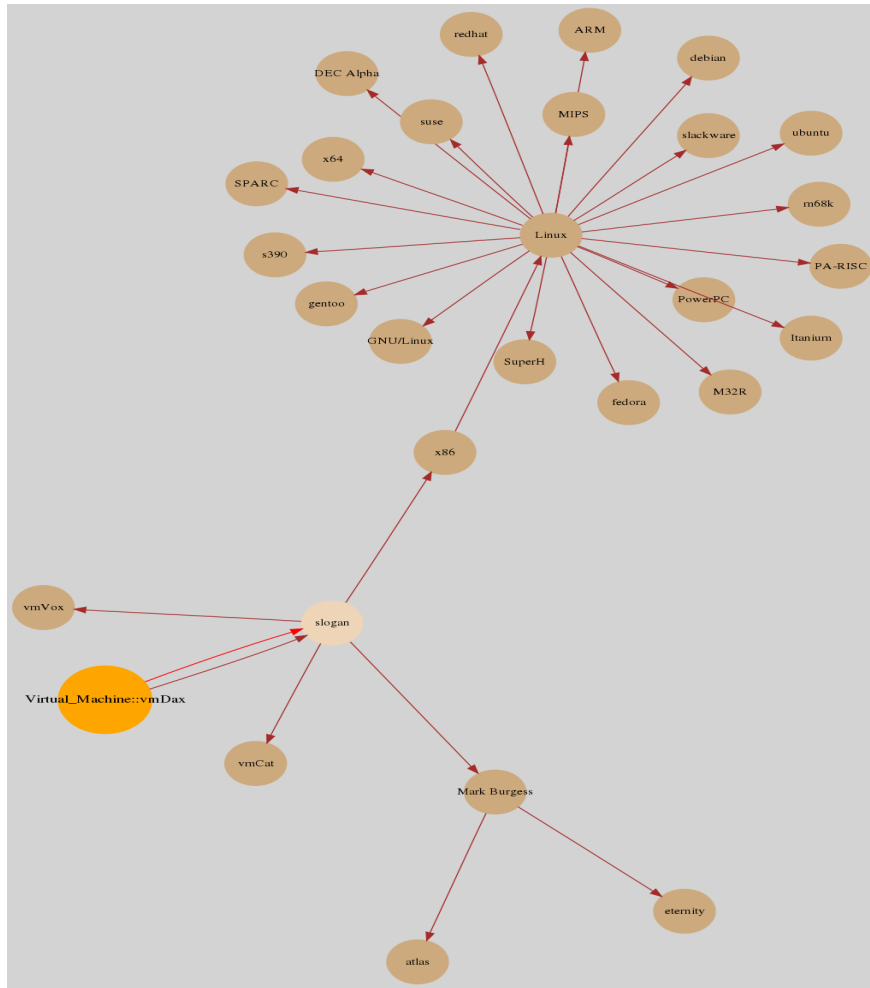 redhat
ARM
debian
DEC Alpha
MIPS
suse
slackware
ubuntu
x64
SPARC
m68k
Linux
s390
PA-RISC
gentoo
PowerPC
GNU/Linux
Itanium
SuperH
M32R
fedora
x86
vmVox
slogan
Virtual_Machine::vmDax
vmCat
Mark Burgess
eternity
atlas